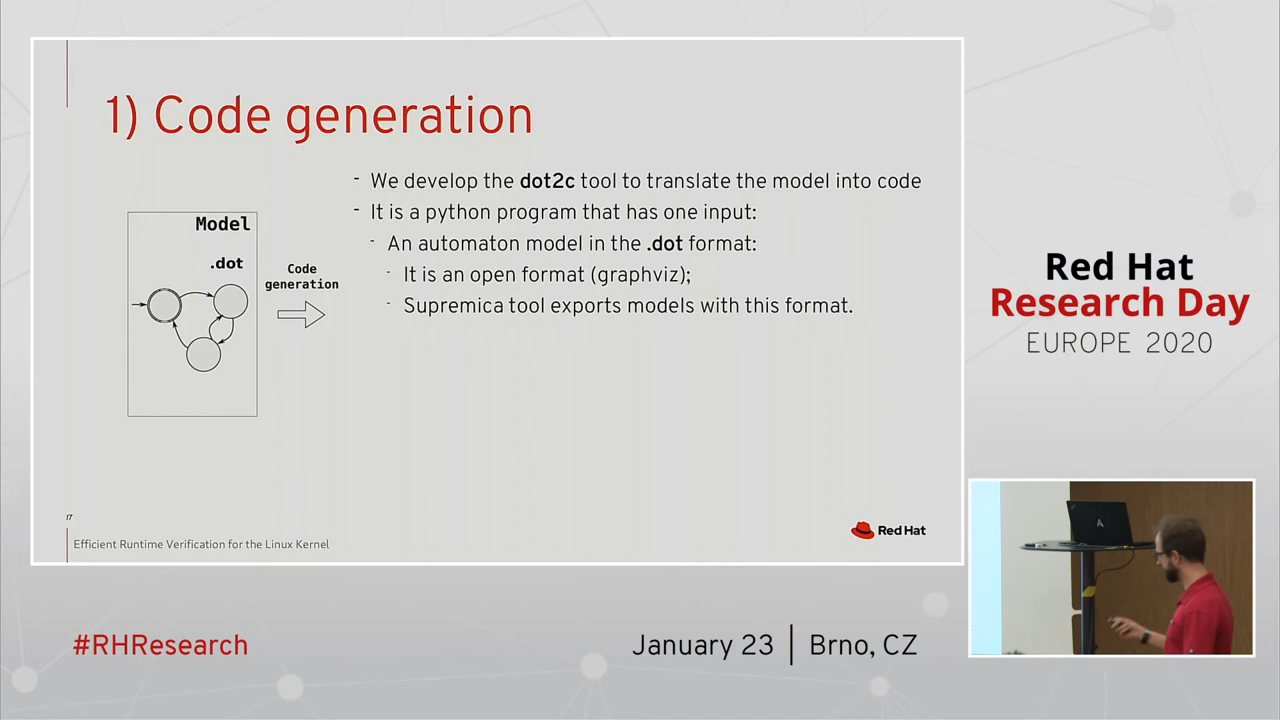 1) Code generation
- We develop the dot2c tool to translate the model into code
- It is a python program that has one input:
- An automaton model in the .dot format:
- It is an open format (graphviz);
- Supremica tool exports models with this format.
Model
.dot
Code
generation
17
Efficient Runtime Verification for the Linux Kernel
Red Hat
Red Hat
Research Day
EUROPE 2020
#RHResearch
January 23 | Brno, CZ